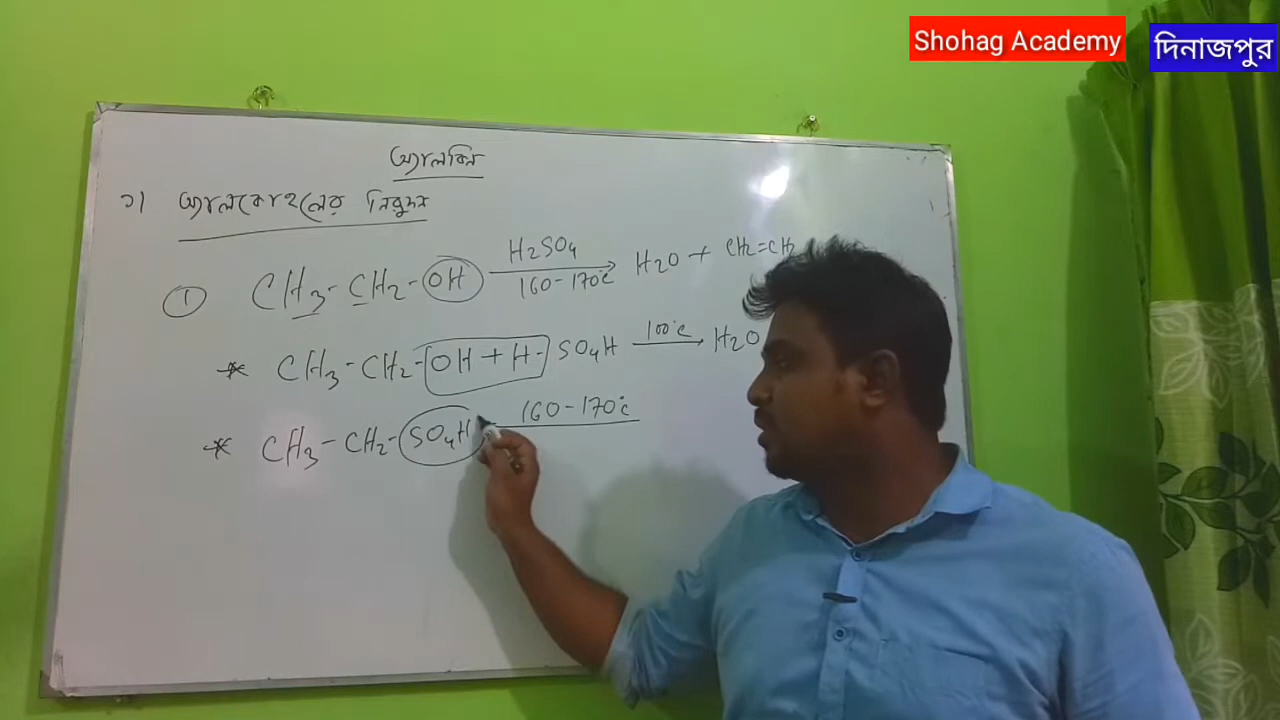 Shohag Academy
দিনাজপুর
অ্যালকিন
১) অ্যালকোহলের নিরুদন
① CH3-CH2-OH H2SO4 160-170°c → H2O + CH2=CH2
* CH3-CH2-OH+H-SO4H 100°c → H2O
* CH3-CH2-SO4H 160-170°c